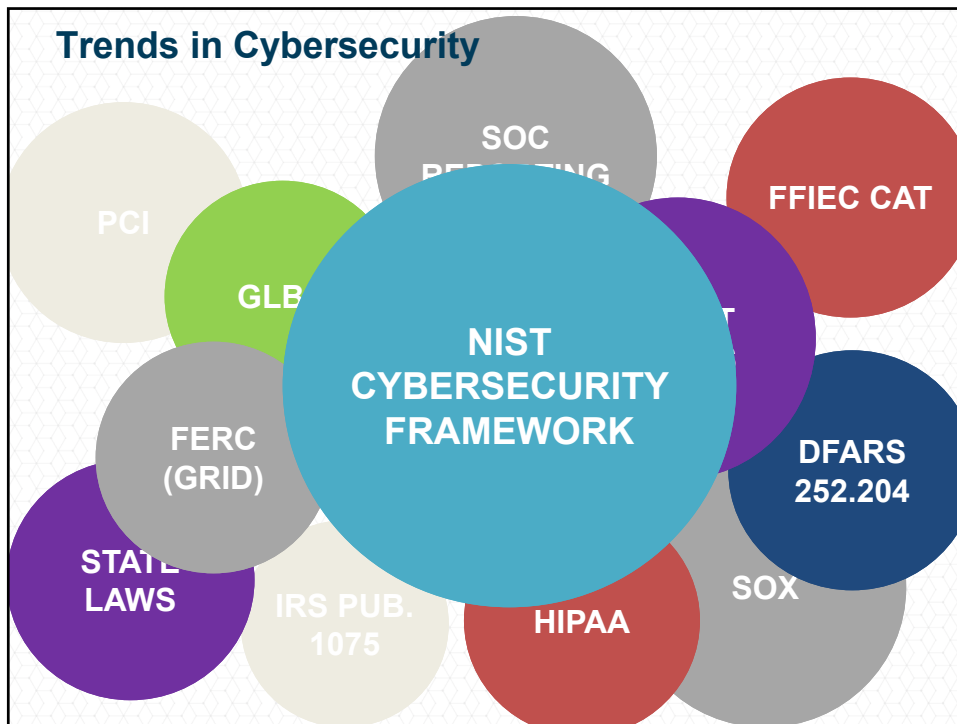 Trends in Cybersecurity
SOC
PCI
FFIEC CAT
GLB
NIST
CYBERSECURITY
FRAMEWORK
FERC
(GRID)
DFARS
252.204
STATE
LAWS
IRS PUB.
1075
HIPAA
SOX